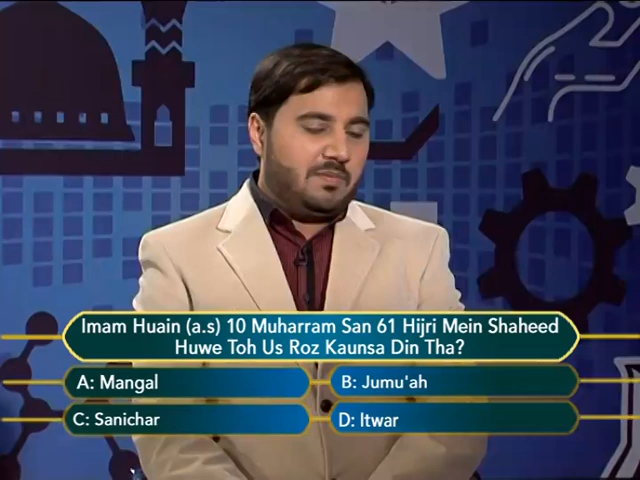 Imam Huain (a.s) 10 Muharram San 61 Hijri Mein Shaheed
Huwe Toh Us Roz Kaunsa Din Tha?
A: Mangal
B: Jumu'ah
C: Sanichar
D: Itwar